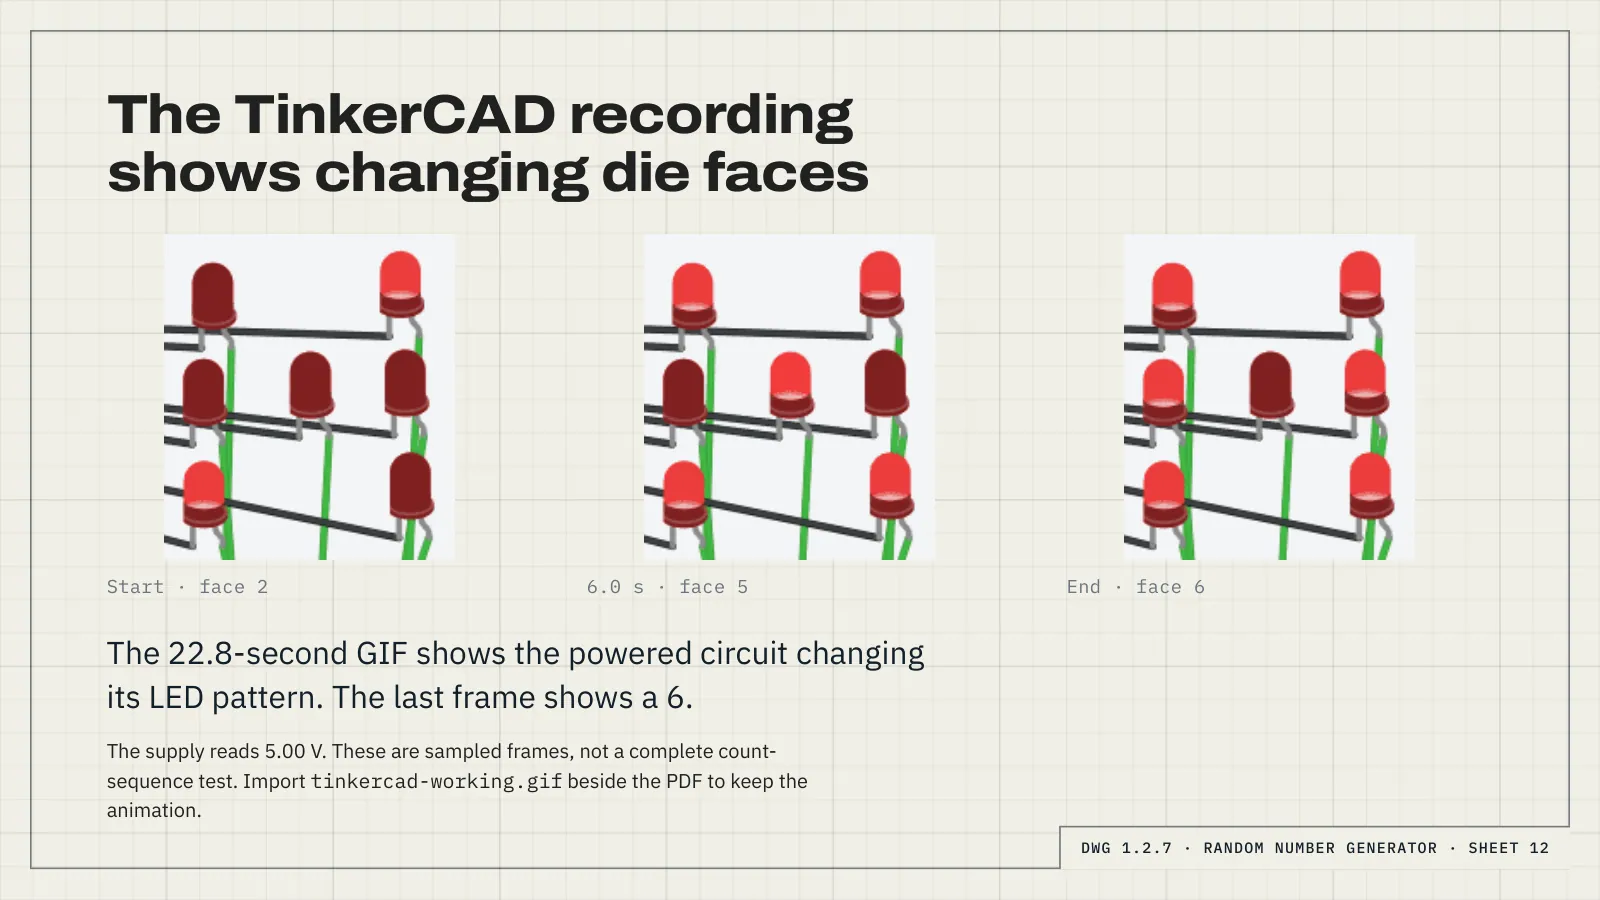 The TinkerCAD recording
shows changing die faces
Start · face 2
6.0 s · face 5
End · face 6
The 22.8-second GIF shows the powered circuit changing
its LED pattern. The last frame shows a 6.
The supply reads 5.00 V. These are sampled frames, not a complete count-
sequence test. Import tinkercad-working.gif beside the PDF to keep the
animation.
DWG 1.2.7 · RANDOM NUMBER GENERATOR · SHEET 12